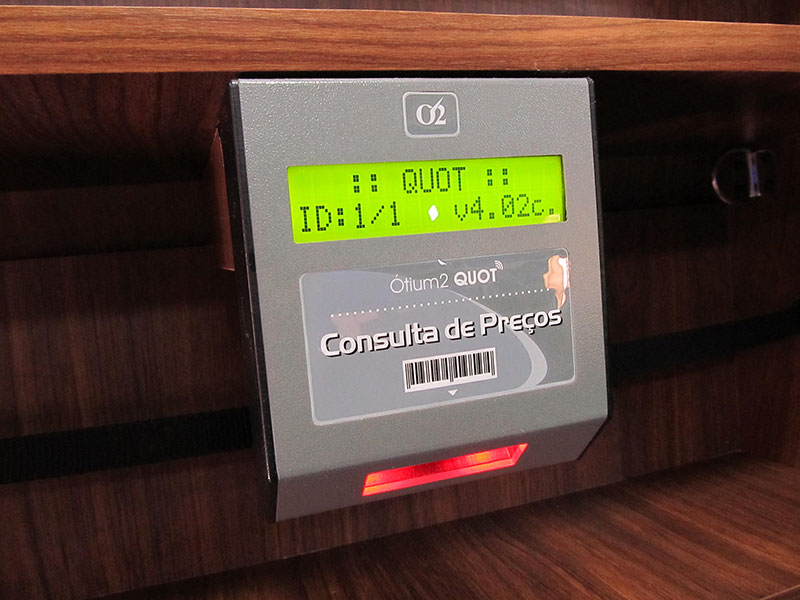 O2
:: QUOT ::
ID:1/1 ♦ v4.02c.
Ótium2 QUOT
Consulta de Preços